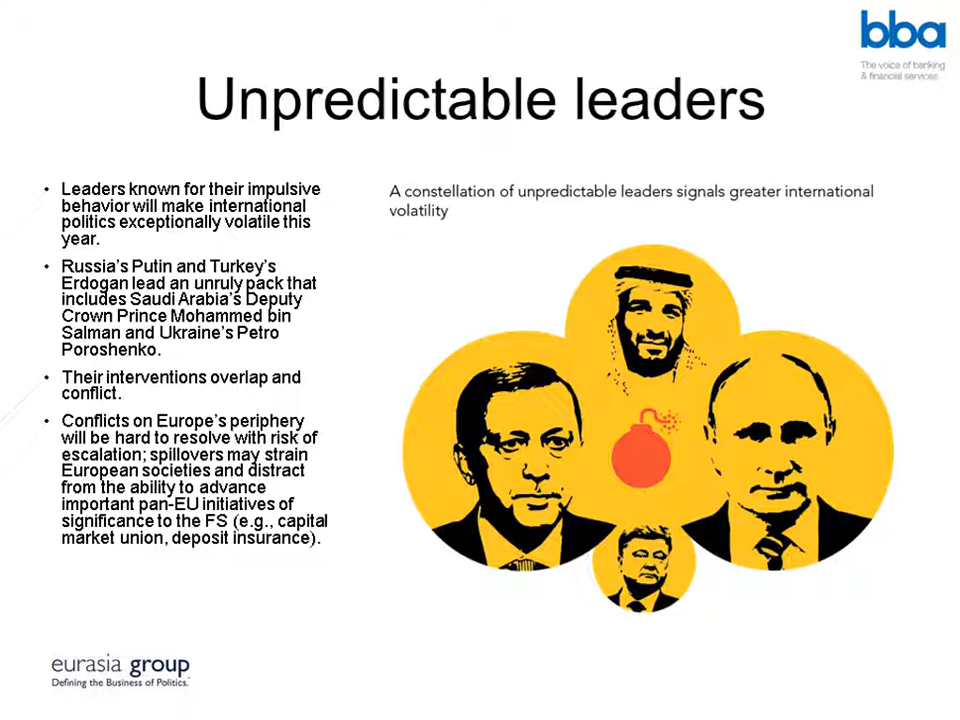 bba
The voice of banking
& financial services
Unpredictable leaders
• Leaders known for their impulsive
behavior will make international
politics exceptionally volatile this
year.
• Russia's Putin and Turkey's
Erdogan lead an unruly pack that
includes Saudi Arabia's Deputy
Crown Prince Mohammed bin
Salman and Ukraine's Petro
Poroshenko.
• Their interventions overlap and
conflict.
• Conflicts on Europe's periphery
will be hard to resolve with risk of
escalation; spillovers may strain
European societies and distract
from the ability to advance
important pan-EU initiatives of
significance to the FS (e.g., capital
market union, deposit insurance).
A constellation of unpredictable leaders signals greater international
volatility
eurasia group
Defining the Business of Politics.